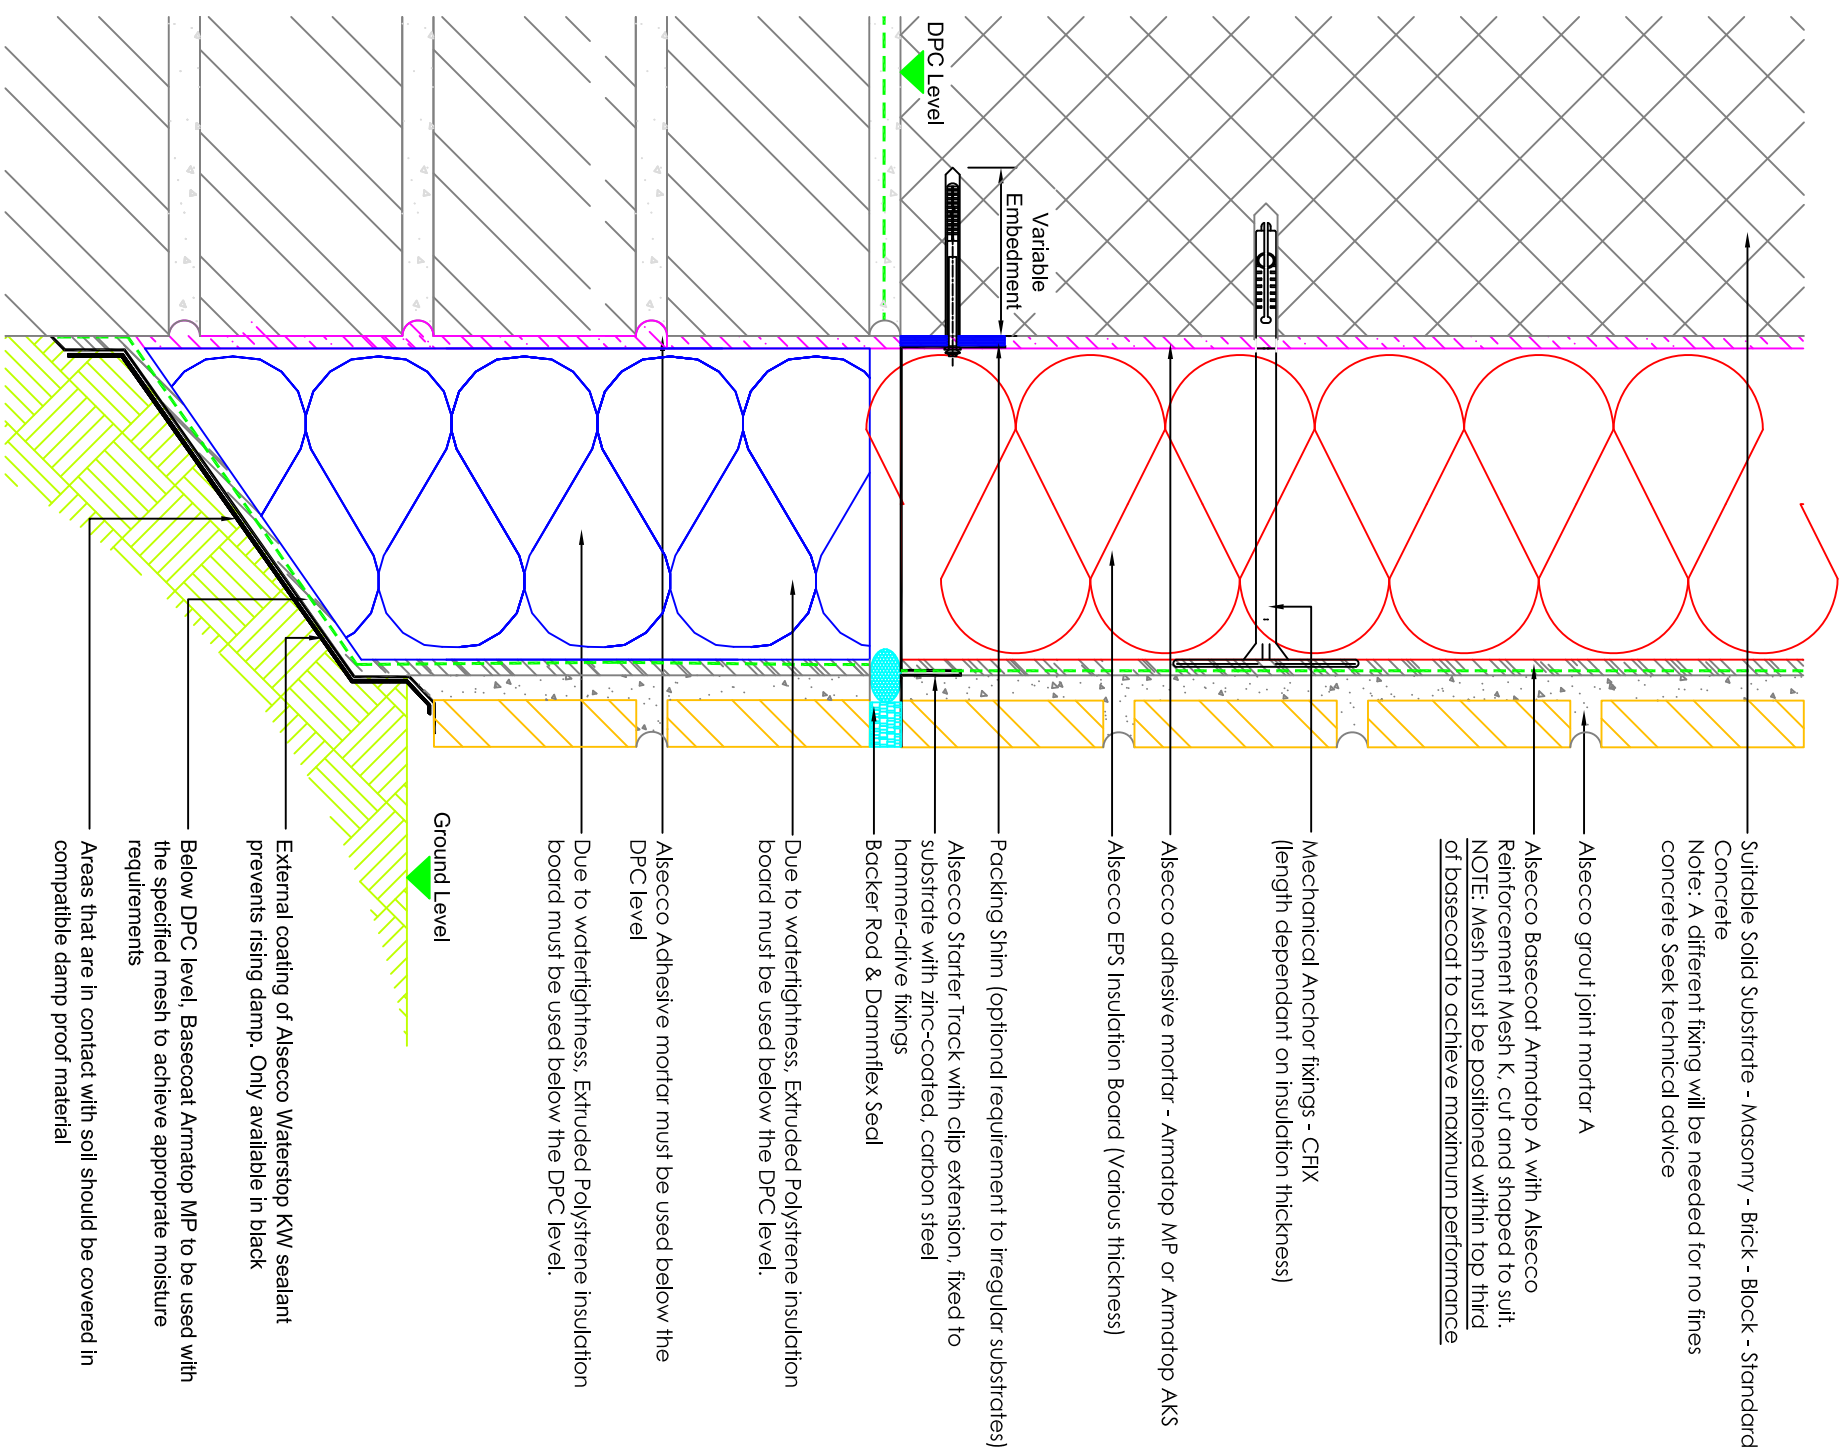 Suitable Solid Substrate - Masonry - Brick - Block - Standard
Concrete
Note: A different fixing will be needed for no fines
concrete Seek technical advice
Alsecco grout joint mortar A
Alsecco Basecoat Armatop A with Alsecco
Reinforcement Mesh K, cut and shaped to suit.
NOTE: Mesh must be positioned within top third
of basecoat to achieve maximum performance
Mechanical Anchor fixings - CFIX
(length dependant on insulation thickness)
Alsecco adhesive mortar - Armatop MP or Armatop AKS
Alsecco EPS Insulation Board (Various thickness)
Variable
Embedment
Packing Shim (optional requirement to irregular substrates)
DPC Level
Alsecco Starter Track with clip extension, fixed to
substrate with zinc-coated, carbon steel
hammer-drive fixings
Backer Rod & Dammflex Seal
Due to watertightness, Extruded Polystrene insulation
board must be used below the DPC level.
Alsecco Adhesive mortar must be used below the
DPC level
Due to watertightness, Extruded Polystrene insulation
board must be used below the DPC level.
Ground Level
External coating of Alsecco Waterstop KW sealant
prevents rising damp. Only available in black
Below DPC level, Basecoat Armatop MP to be used with
the specified mesh to achieve approprate moisture
requirements
Areas that are in contact with soil should be covered in
compatible damp proof material